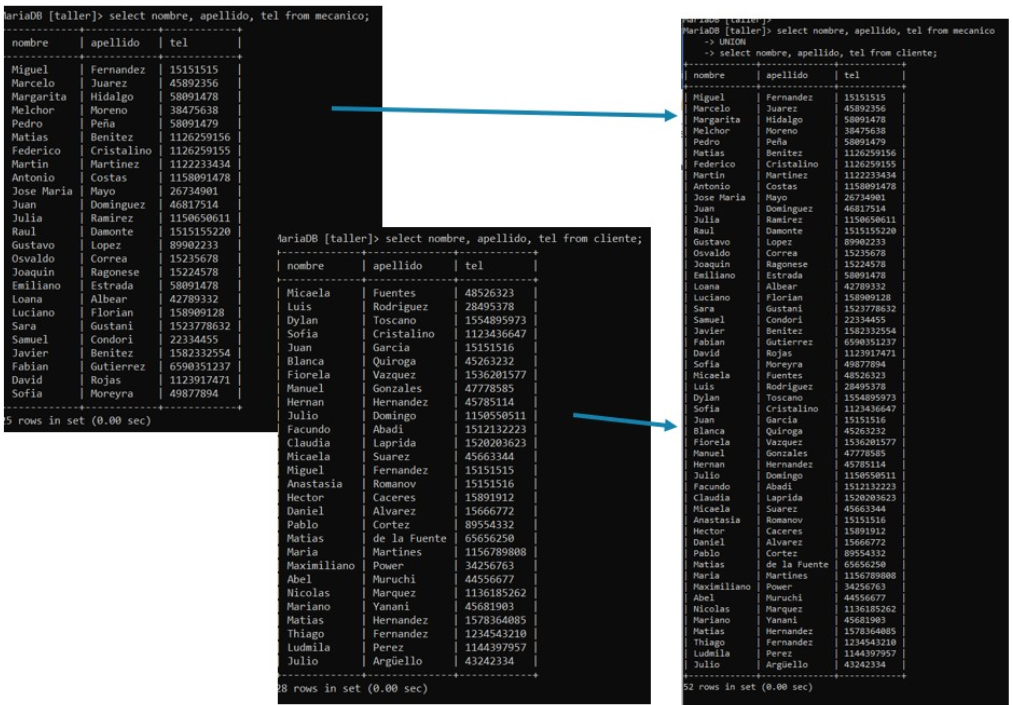 MariaDB [taller]> select nombre, apellido, tel from mecanico;
| nombre | apellido | tel |
| Miguel | Fernandez | 15151515 |
| Marcelo | Juarez | 45892356 |
| Margarita | Hidalgo | 58091478 |
| Melchor | Moreno | 38475638 |
| Pedro | Peña | 58091479 |
| Matias | Benitez | 1126259156 |
| Federico | Cristalino | 1126259155 |
| Martin | Martinez | 1122233434 |
| Antonio | Costas | 1158091478 |
| Jose Maria | Mayo | 26734901 |
| Juan | Dominguez | 46817514 |
| Julia | Ramirez | 1150650611 |
| Raul | Damonte | 1515155220 |
| Gustavo | Lopez | 89902233 |
| Osvaldo | Correa | 15235678 |
| Joaquin | Ragonese | 15224578 |
| Emiliano | Estrada | 58091478 |
| Loana | Albear | 42789332 |
| Luciano | Florian | 158909128 |
| Sara | Gustani | 1523778632 |
| Samuel | Condori | 22334455 |
| Javier | Benitez | 1582332554 |
| Fabian | Gutierrez | 6590351237 |
| David | Rojas | 1123917471 |
| Sofia | Moreyra | 49877894 |
25 rows in set (0.00 sec)
MariaDB [taller]> select nombre, apellido, tel from cliente;
| nombre | apellido | tel |
| Micaela | Fuentes | 48526323 |
| Luis | Rodriguez | 28495378 |
| Dylan | Toscano | 1554895973 |
| Sofia | Cristalino | 1123436647 |
| Juan | Garcia | 15151516 |
| Blanca | Quiroga | 45263232 |
| Fiorela | Vazquez | 1536201577 |
| Manuel | Gonzales | 47778585 |
| Hernan | Hernandez | 45785114 |
| Julio | Domingo | 1150550511 |
| Facundo | Abadi | 1512132223 |
| Claudia | Laprida | 1520203623 |
| Micaela | Suarez | 45663344 |
| Miguel | Fernandez | 15151515 |
| Anastasia | Romanov | 15151516 |
| Hector | Caceres | 15891912 |
| Daniel | Alvarez | 15666772 |
| Pablo | Cortez | 89554332 |
| Matias | de la Fuente | 65656250 |
| Maria | Martines | 1156789808 |
| Maximiliano | Power | 34256763 |
| Abel | Muruchi | 44556677 |
| Nicolas | Marquez | 1136185262 |
| Mariano | Yanani | 45681903 |
| Matias | Hernandez | 1578364085 |
| Thiago | Fernandez | 1234543210 |
| Ludmila | Perez | 1144397957 |
| Julio | Argüello | 43242334 |
28 rows in set (0.00 sec)
MariaDB [taller]>
MariaDB [taller]> select nombre, apellido, tel from mecanico
-> UNION
-> select nombre, apellido, tel from cliente;
| nombre | apellido | tel |
| Miguel | Fernandez | 15151515 |
| Marcelo | Juarez | 45892356 |
| Margarita | Hidalgo | 58091478 |
| Melchor | Moreno | 38475638 |
| Pedro | Peña | 58091479 |
| Matias | Benitez | 1126259156 |
| Federico | Cristalino | 1126259155 |
| Martin | Martinez | 1122233434 |
| Antonio | Costas | 1158091478 |
| Jose Maria | Mayo | 26734901 |
| Juan | Dominguez | 46817514 |
| Julia | Ramirez | 1150650611 |
| Raul | Damonte | 1515155220 |
| Gustavo | Lopez | 89902233 |
| Osvaldo | Correa | 15235678 |
| Joaquin | Ragonese | 15224578 |
| Emiliano | Estrada | 58091478 |
| Loana | Albear | 42789332 |
| Luciano | Florian | 158909128 |
| Sara | Gustani | 1523778632 |
| Samuel | Condori | 22334455 |
| Javier | Benitez | 1582332554 |
| Fabian | Gutierrez | 6590351237 |
| David | Rojas | 1123917471 |
| Sofia | Moreyra | 49877894 |
| Micaela | Fuentes | 48526323 |
| Luis | Rodriguez | 28495378 |
| Dylan | Toscano | 1554895973 |
| Sofia | Cristalino | 1123436647 |
| Juan | Garcia | 15151516 |
| Blanca | Quiroga | 45263232 |
| Fiorela | Vazquez | 1536201577 |
| Manuel | Gonzales | 47778585 |
| Hernan | Hernandez | 45785114 |
| Julio | Domingo | 1150550511 |
| Facundo | Abadi | 1512132223 |
| Claudia | Laprida | 1520203623 |
| Micaela | Suarez | 45663344 |
| Anastasia | Romanov | 15151516 |
| Hector | Caceres | 15891912 |
| Daniel | Alvarez | 15666772 |
| Pablo | Cortez | 89554332 |
| Matias | de la Fuente | 65656250 |
| Maria | Martines | 1156789808 |
| Maximiliano | Power | 34256763 |
| Abel | Muruchi | 44556677 |
| Nicolas | Marquez | 1136185262 |
| Mariano | Yanani | 45681903 |
| Matias | Hernandez | 1578364085 |
| Thiago | Fernandez | 1234543210 |
| Ludmila | Perez | 1144397957 |
| Julio | Argüello | 43242334 |
52 rows in set (0.00 sec)